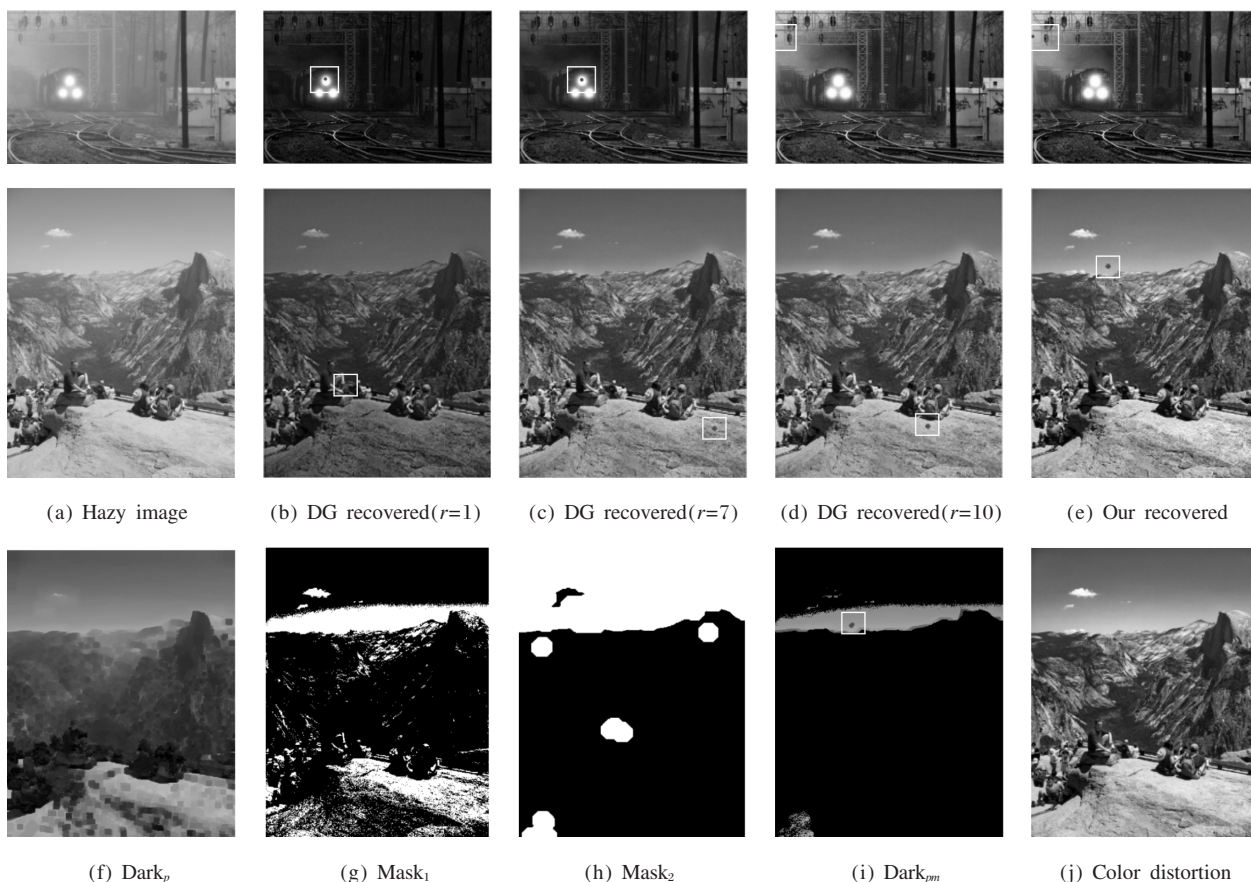 (a) Hazy image
(b) DG recovered(r=1)
(c) DG recovered(r=7)
(d) DG recovered(r=10)
(e) Our recovered
(f) Darkₚ
(g) Mask₁
(h) Mask₂
(i) Darkₚₘ
(j) Color distortion